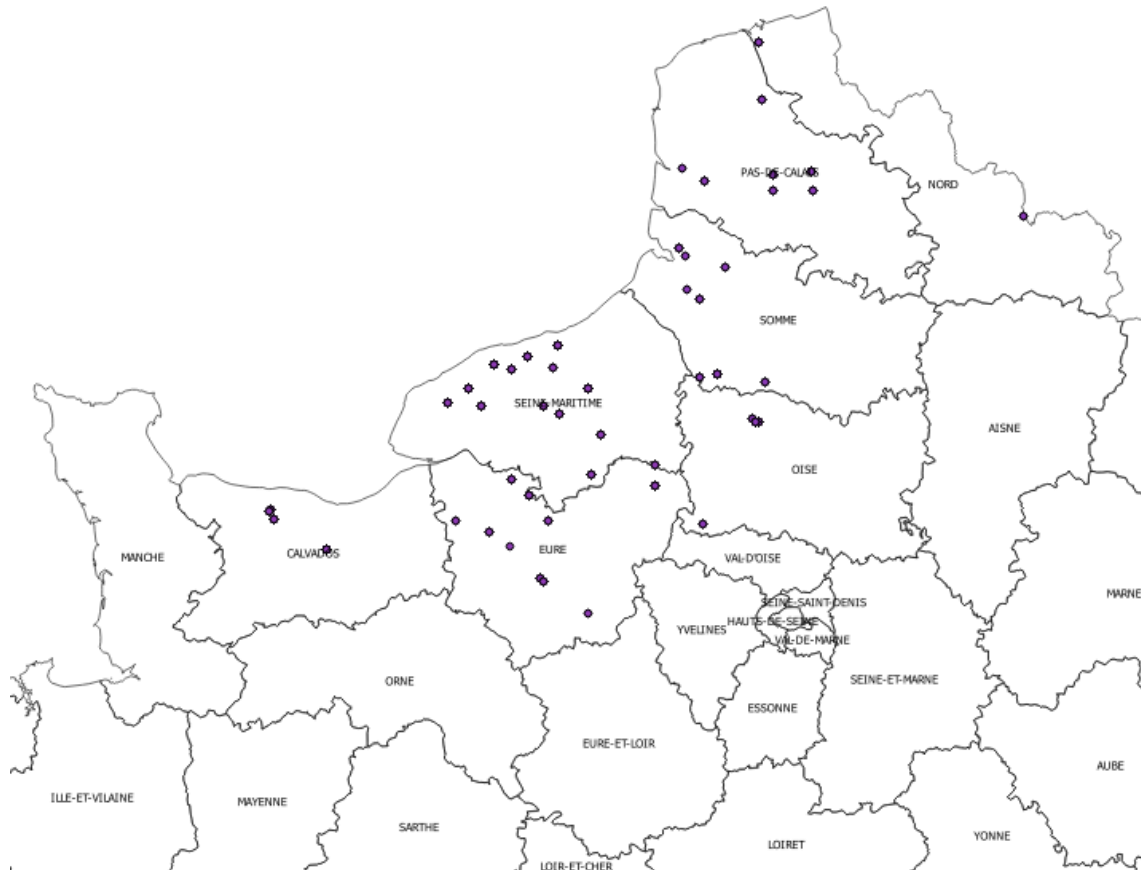 PAS-DE-CALAIS
NORD
SOMME
SEINE-MARITIME
AISNE
OISE
MANCHE
CALVADOS
EURE
VAL-D'OISE
MARNE
SEINE-SAINT-DENIS
HAUTS-DE-SEINE
YVELINES
VAL-DE-MARNE
ORNE
SEINE-ET-MARNE
ESSONNE
EURE-ET-LOIR
AUBE
ILLE-ET-VILAINE
MAYENNE
SARTHE
YONNE
LOIRET
LOIR-ET-CHER